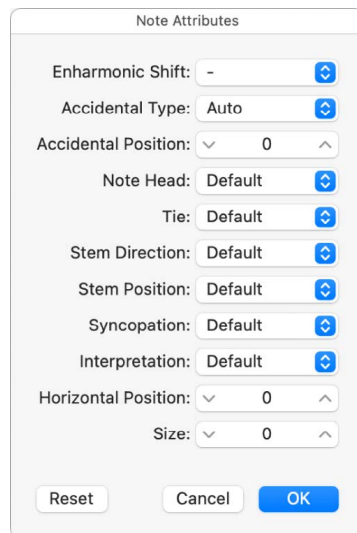 Note Attributes
Enharmonic Shift: -
Accidental Type: Auto
Accidental Position: 0
Note Head: Default
Tie: Default
Stem Direction: Default
Stem Position: Default
Syncopation: Default
Interpretation: Default
Horizontal Position: 0
Size: 0
Reset Cancel OK